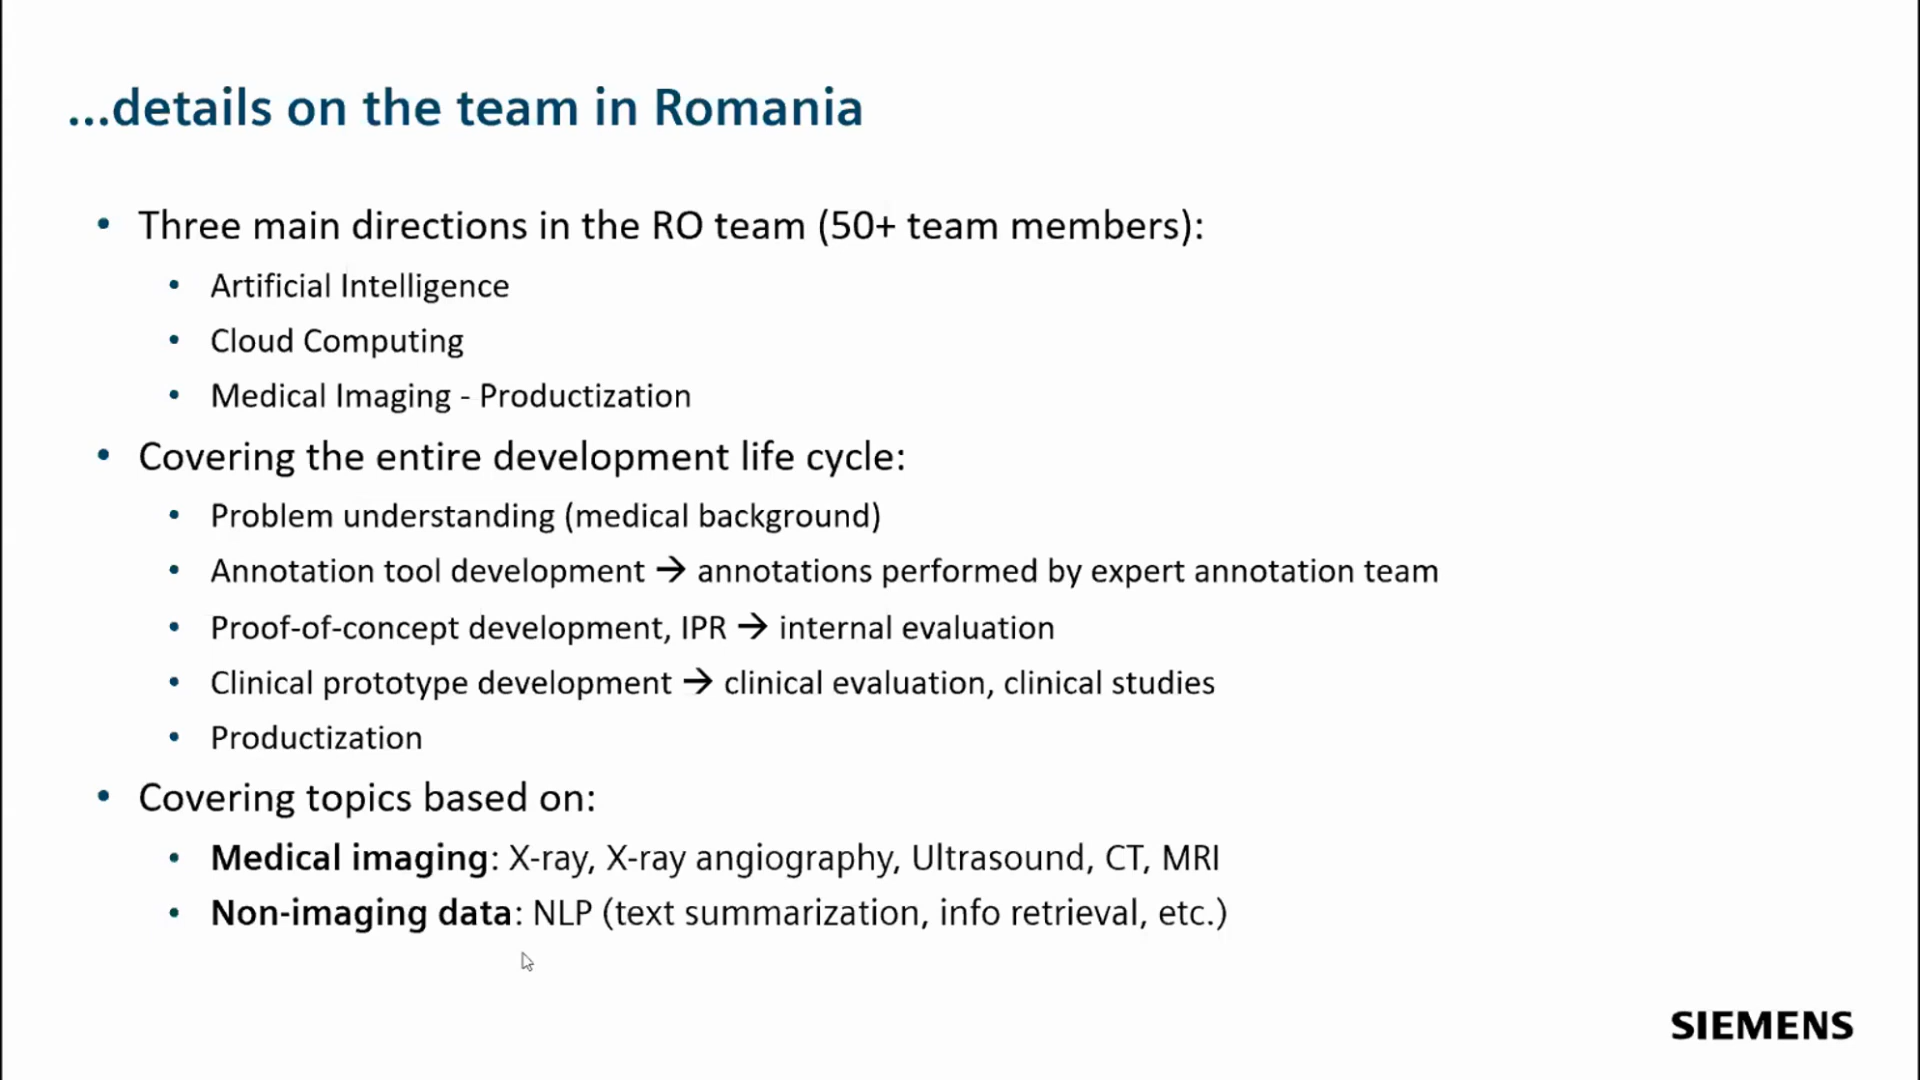 ...details on the team in Romania
• Three main directions in the RO team (50+ team members):
• Artificial Intelligence
• Cloud Computing
• Medical Imaging - Productization
• Covering the entire development life cycle:
• Problem understanding (medical background)
• Annotation tool development → annotations performed by expert annotation team
• Proof-of-concept development, IPR → internal evaluation
• Clinical prototype development → clinical evaluation, clinical studies
• Productization
• Covering topics based on:
• Medical imaging: X-ray, X-ray angiography, Ultrasound, CT, MRI
• Non-imaging data: NLP (text summarization, info retrieval, etc.)
SIEMENS